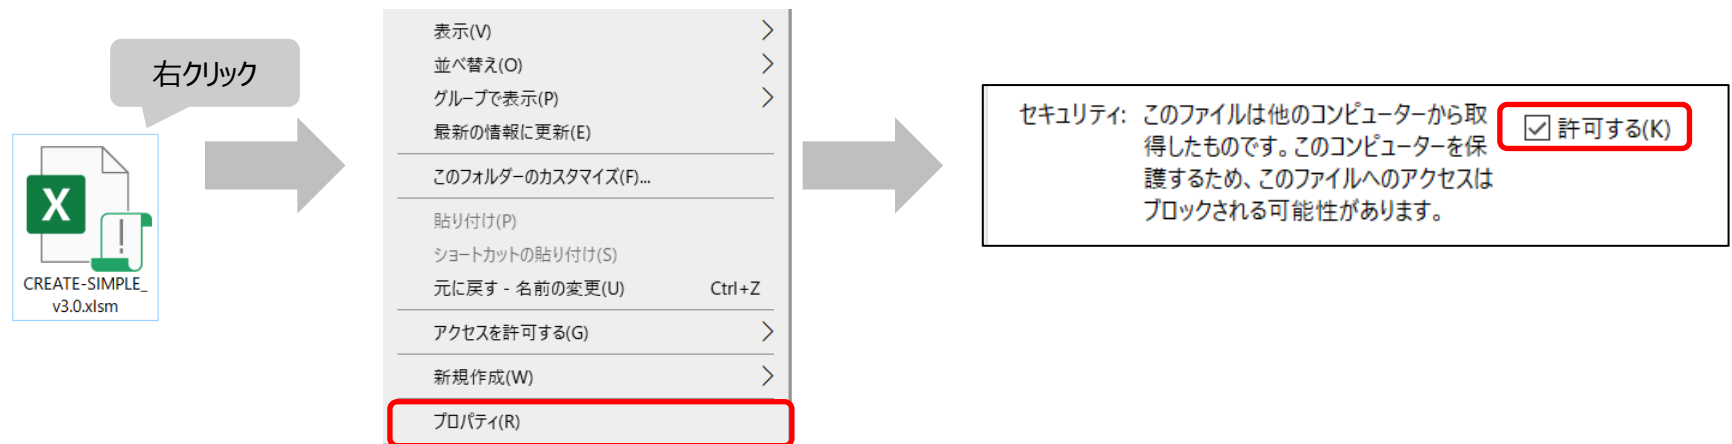 右クリック
CREATE-SIMPLE_
v3.0.xlsm
表示(V)
並べ替え(O)
グループで表示(P)
最新の情報に更新(E)
このフォルダーのカスタマイズ(F)...
貼り付け(P)
ショートカットの貼り付け(S)
元に戻す - 名前の変更(U) Ctrl+Z
アクセスを許可する(G)
新規作成(W)
プロパティ(R)
セキュリティ: このファイルは他のコンピューターから取
得したものです。このコンピューターを保
護するため、このファイルへのアクセスは
ブロックされる可能性があります。
許可する(K)